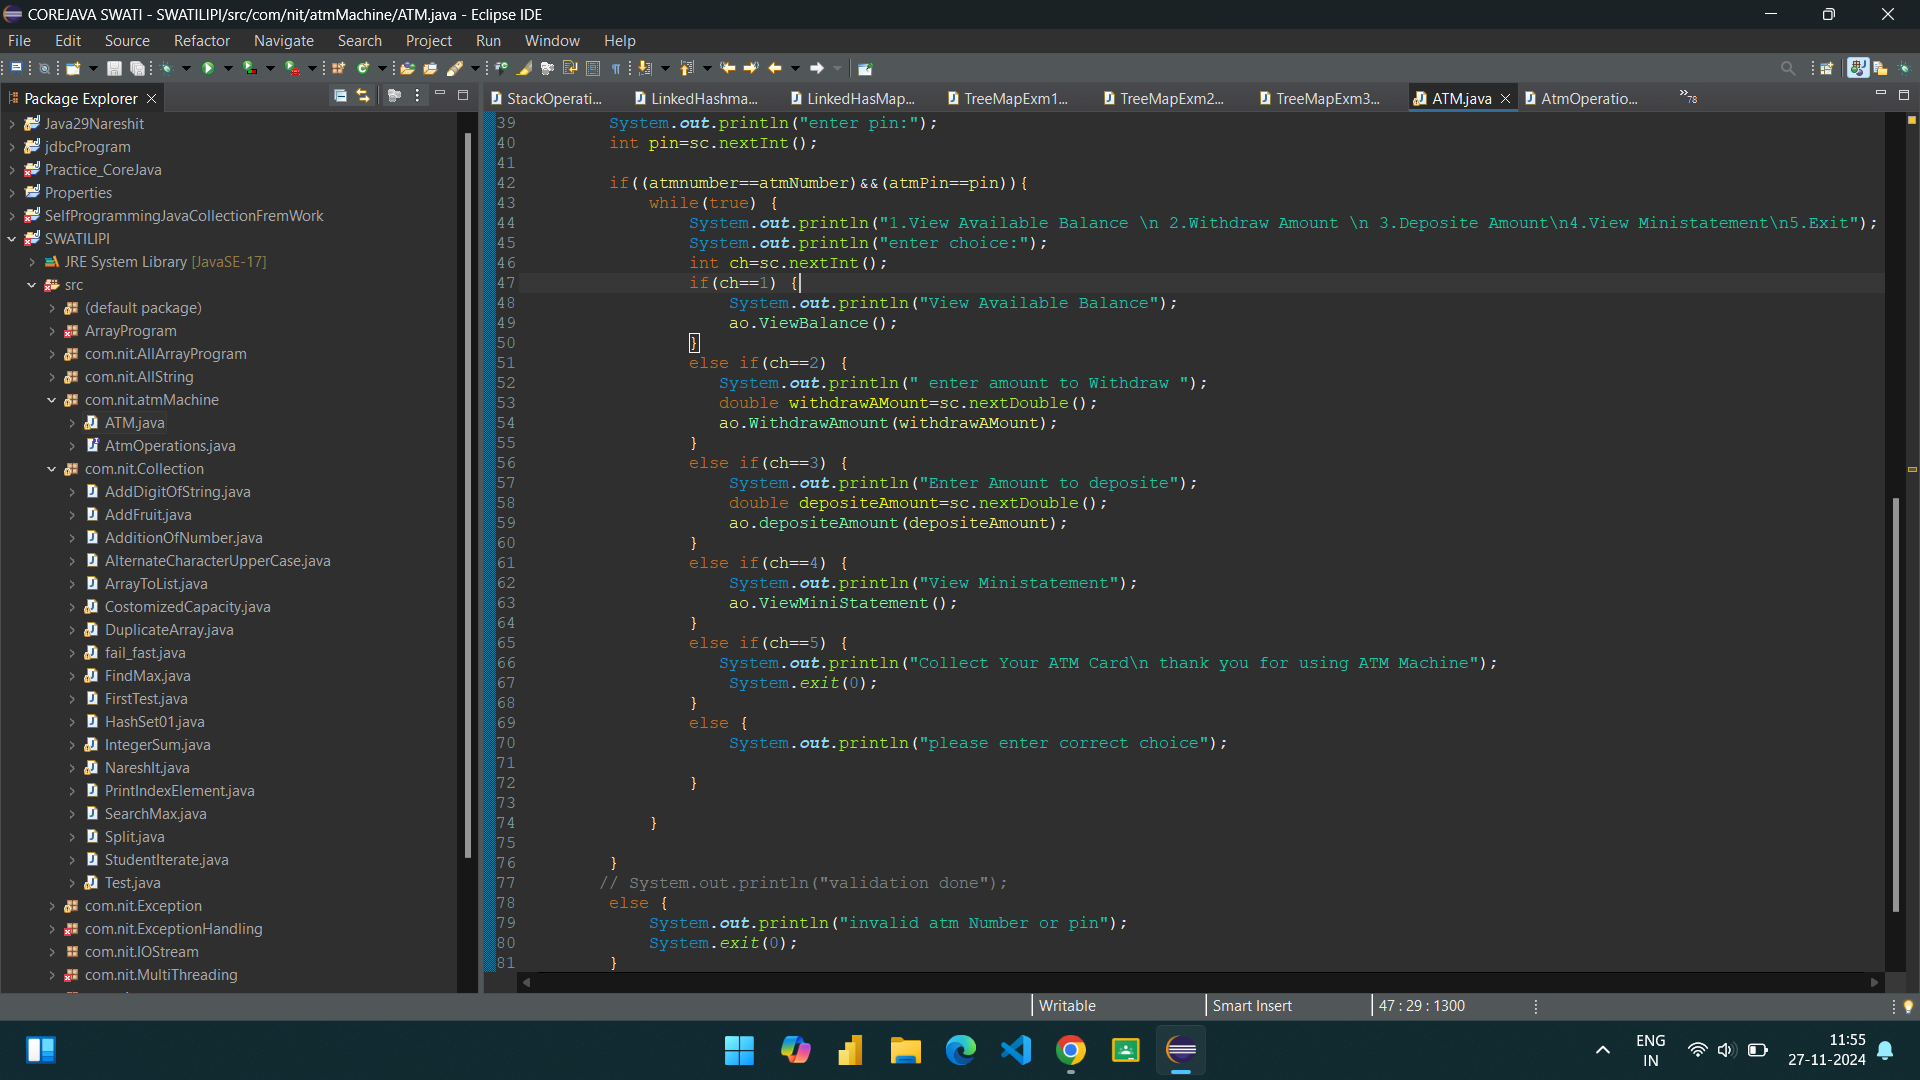 COREJAVA SWATI - SWATILIPI/src/com/nit/atmMachine/ATM.java - Eclipse IDE
File Edit Source Refactor Navigate Search Project Run Window Help
Package Explorer
StackOperati... LinkedHashma... LinkedHasMap... TreeMapExm1... TreeMapExm2... TreeMapExm3... ATM.java AtmOperatio... »78
Java29Nareshit
jdbcProgram
Practice_CoreJava
Properties
SelfProgrammingJavaCollectionFremWork
SWATILIPI
JRE System Library [JavaSE-17]
src
(default package)
ArrayProgram
com.nit.AllArrayProgram
com.nit.AllString
com.nit.atmMachine
ATM.java
AtmOperations.java
com.nit.Collection
AddDigitOfString.java
AddFruit.java
AdditionOfNumber.java
AlternateCharacterUpperCase.java
ArrayToList.java
CostomizedCapacity.java
DuplicateArray.java
fail_fast.java
FindMax.java
FirstTest.java
HashSet01.java
IntegerSum.java
NareshIt.java
PrintIndexElement.java
SearchMax.java
Split.java
StudentIterate.java
Test.java
com.nit.Exception
com.nit.ExceptionHandling
com.nit.IOStream
com.nit.MultiThreading
39 System.out.println("enter pin:");
40 int pin=sc.nextInt();
41
42 if((atmnumber==atmNumber)&&(atmPin==pin)){
43 while(true) {
44 System.out.println("1.View Available Balance \n 2.Withdraw Amount \n 3.Deposite Amount\n4.View Ministatement\n5.Exit");
45 System.out.println("enter choice:");
46 int ch=sc.nextInt();
47 if(ch==1) {
48 System.out.println("View Available Balance");
49 ao.ViewBalance();
50 }
51 else if(ch==2) {
52 System.out.println(" enter amount to Withdraw ");
53 double withdrawAMount=sc.nextDouble();
54 ao.WithdrawAmount(withdrawAMount);
55 }
56 else if(ch==3) {
57 System.out.println("Enter Amount to deposite");
58 double depositeAmount=sc.nextDouble();
59 ao.depositeAmount(depositeAmount);
60 }
61 else if(ch==4) {
62 System.out.println("View Ministatement");
63 ao.ViewMiniStatement();
64 }
65 else if(ch==5) {
66 System.out.println("Collect Your ATM Card\n thank you for using ATM Machine");
67 System.exit(0);
68 }
69 else {
70 System.out.println("please enter correct choice");
71
72 }
73
74 }
75
76 }
77 // System.out.println("validation done");
78 else {
79 System.out.println("invalid atm Number or pin");
80 System.exit(0);
81 }
Writable Smart Insert 47 : 29 : 1300
ENG
IN
11:55
27-11-2024